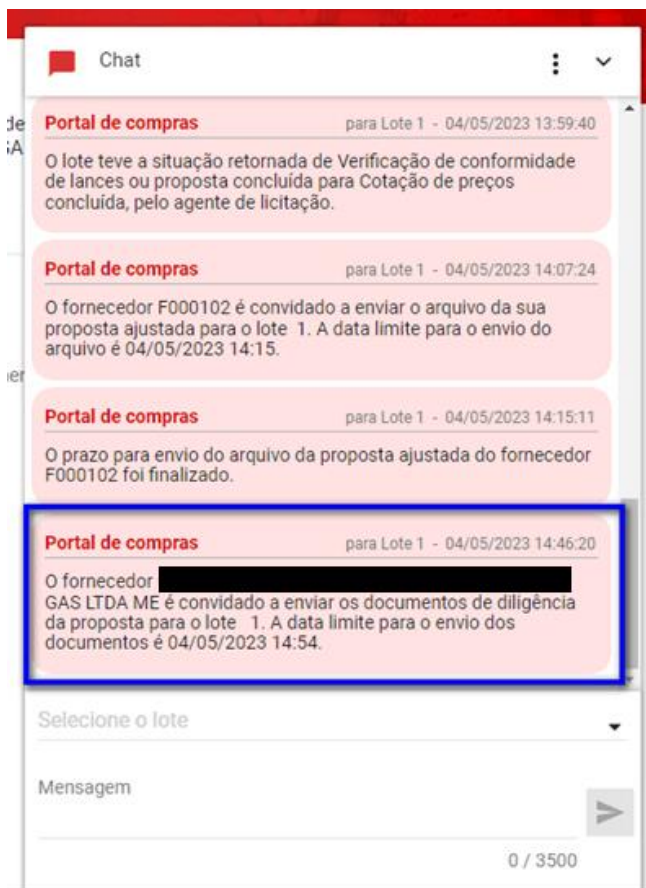 Chat
de
Portal de compras para Lote 1 - 04/05/2023 13:59:40
O lote teve a situação retornada de Verificação de conformidade
de lances ou proposta concluída para Cotação de preços
concluída, pelo agente de licitação.
Portal de compras para Lote 1 - 04/05/2023 14:07:24
O fornecedor F000102 é convidado a enviar o arquivo da sua
proposta ajustada para o lote 1. A data limite para o envio do
arquivo é 04/05/2023 14:15.
Portal de compras para Lote 1 - 04/05/2023 14:15:11
O prazo para envio do arquivo da proposta ajustada do fornecedor
F000102 foi finalizado.
Portal de compras para Lote 1 - 04/05/2023 14:46:20
O fornecedor
GAS LTDA ME é convidado a enviar os documentos de diligência
da proposta para o lote 1. A data limite para o envio dos
documentos é 04/05/2023 14:54.
Selecione o lote
Mensagem
0 / 3500